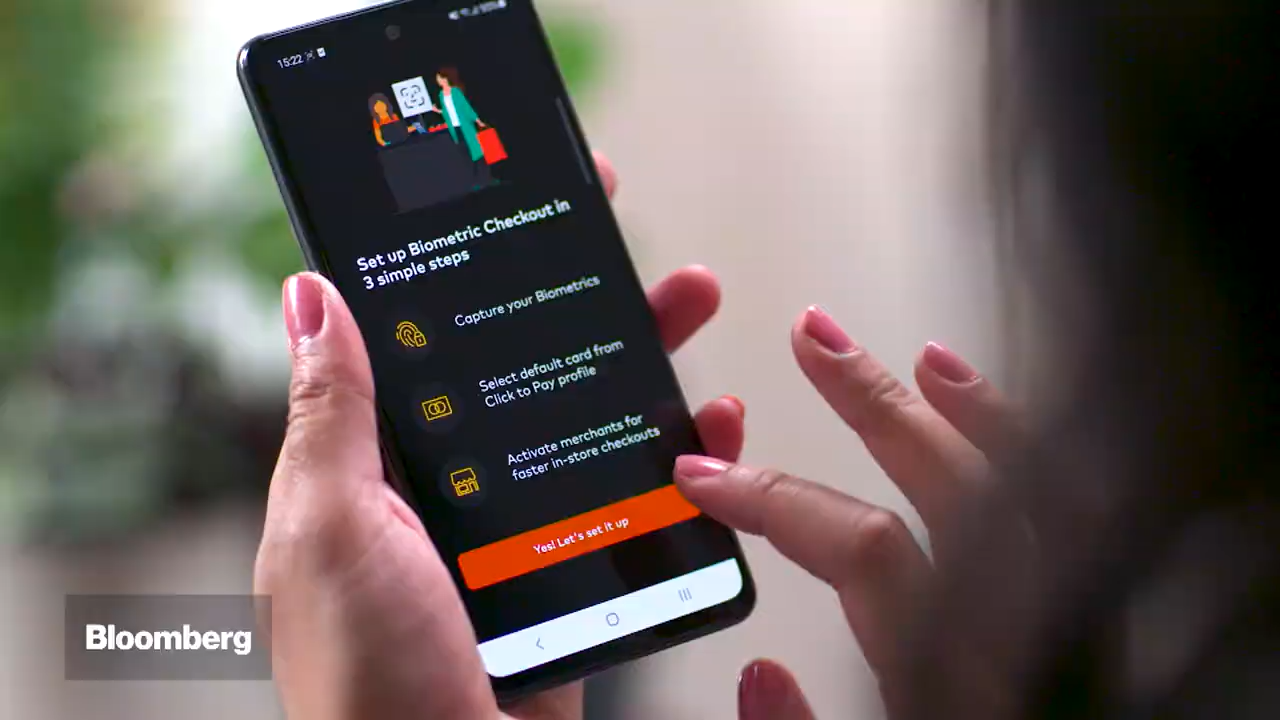 15:22
Set up Biometric Checkout in
3 simple steps
Capture your Biometrics
Select default card from
Click to Pay profile
Activate merchants for
faster in-store checkouts
Yes! Let's set it up
Bloomberg